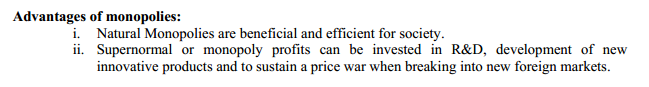 Advantages of monopolies:
i. Natural Monopolies are beneficial and efficient for society.
ii. Supernormal or monopoly profits can be invested in R&D, development of new
innovative products and to sustain a price war when breaking into new foreign markets.